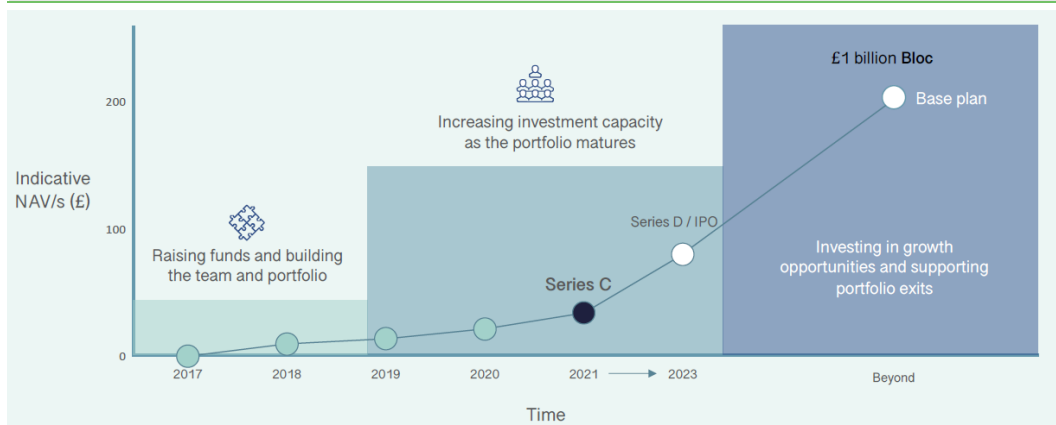 £1 billion Bloc
200
Base plan
Increasing investment capacity
as the portfolio matures
Indicative
NAV/s (£)
100
Series D / IPO
Raising funds and building
the team and portfolio
Investing in growth
opportunities and supporting
portfolio exits
Series C
0
2017
2018
2019
2020
2021
2023
Beyond
Time